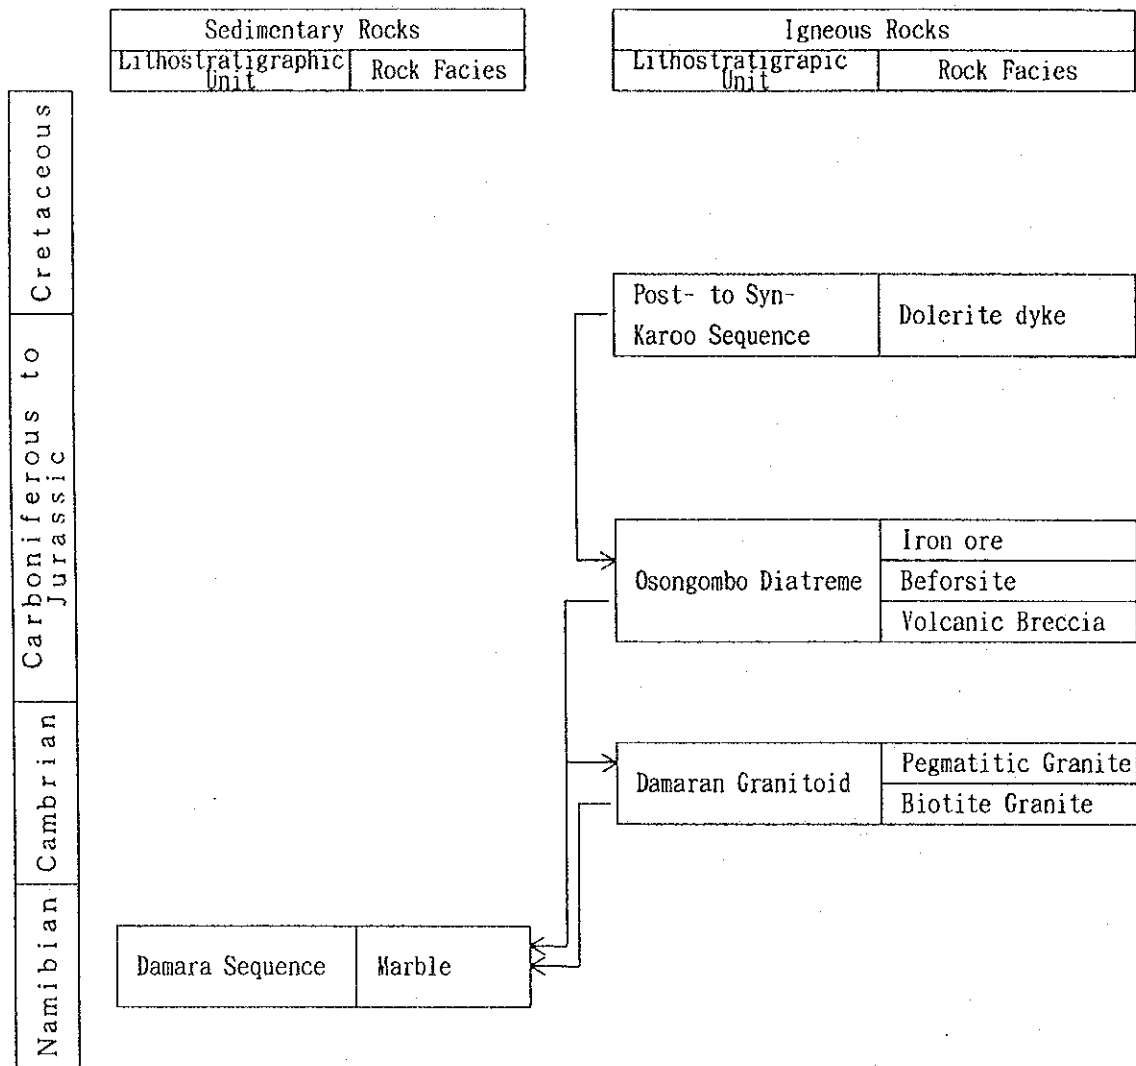 Sedimentary Rocks
Lithostratigraphic
Unit
Rock Facies
Igneous Rocks
Lithostratigrapic
Unit
Rock Facies
Cretaceous
Carboniferous to
Jurassic
Cambrian
Namibian
Post- to Syn-
Karoo Sequence
Dolerite dyke
Osongombo Diatreme
Iron ore
Beforsite
Volcanic Breccia
Damaran Granitoid
Pegmatitic Granite
Biotite Granite
Damara Sequence
Marble